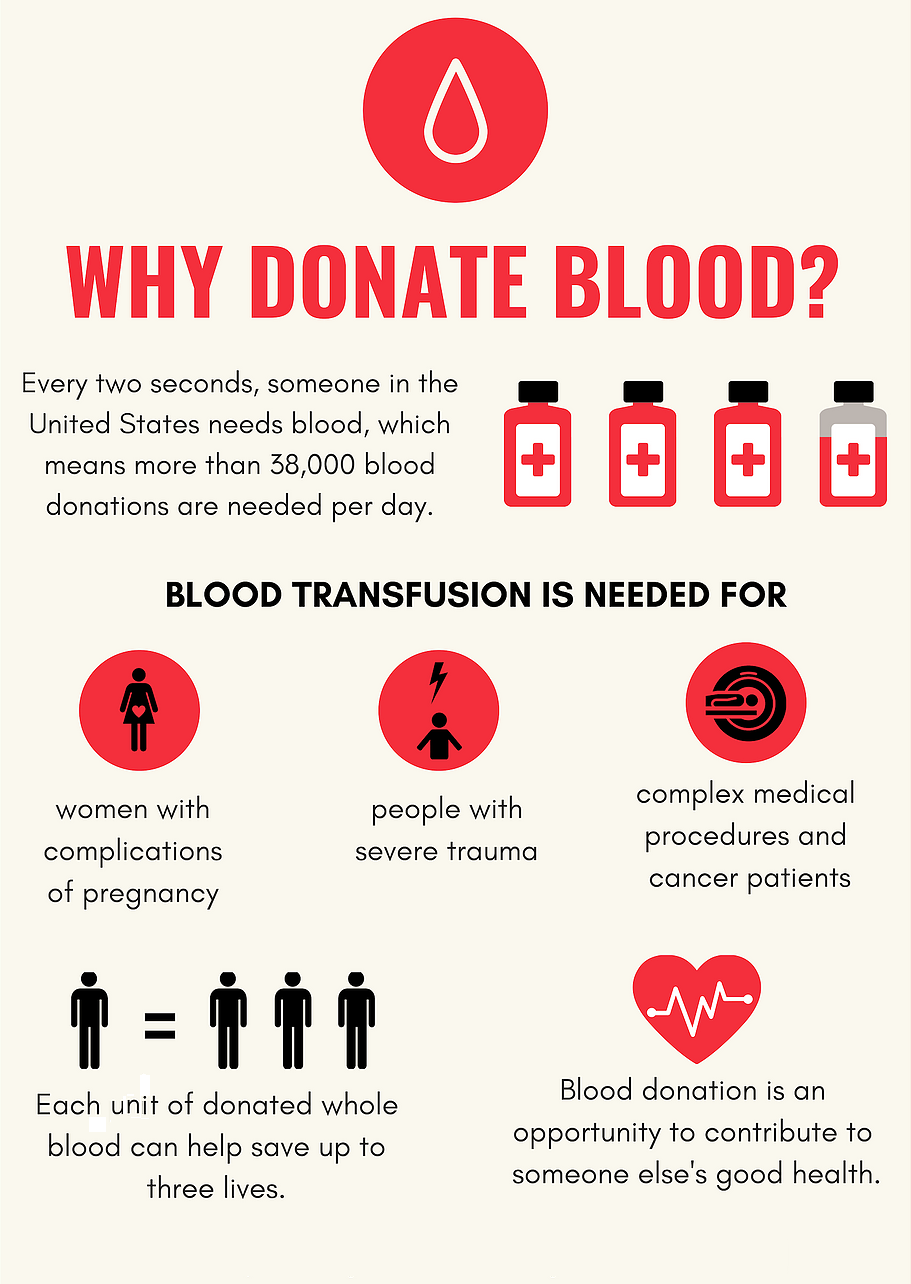 WHY DONATE BLOOD?
Every two seconds, someone in the
United States needs blood, which
means more than 38,000 blood
donations are needed per day.
BLOOD TRANSFUSION IS NEEDED FOR
women with
complications
of pregnancy
people with
severe trauma
complex medical
procedures and
cancer patients
Each unit of donated whole
blood can help save up to
three lives.
Blood donation is an
opportunity to contribute to
someone else's good health.